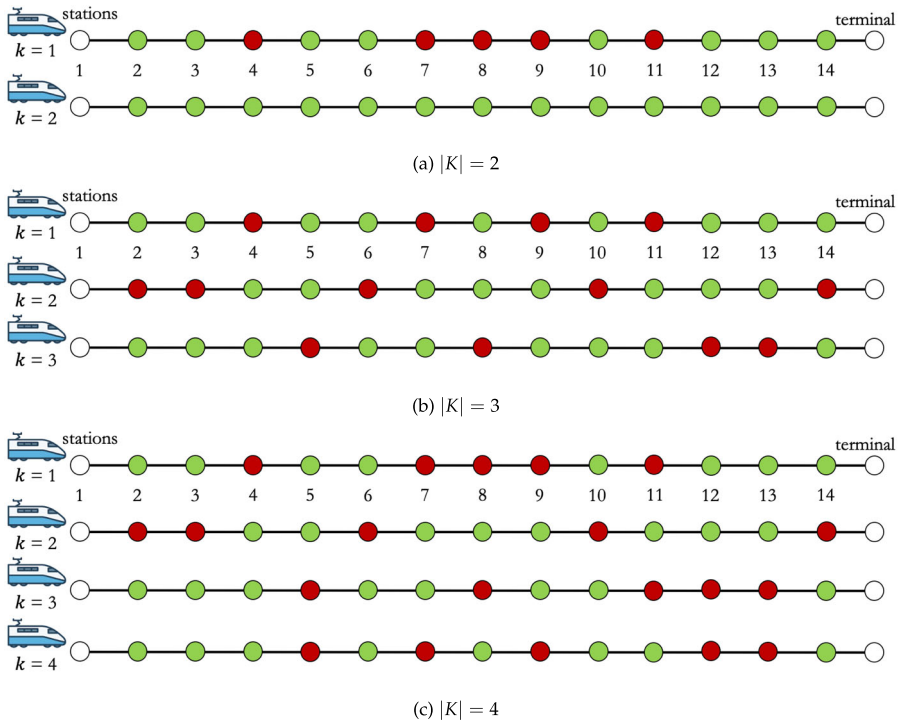 stations terminal
k = 1
1 2 3 4 5 6 7 8 9 10 11 12 13 14
k = 2
(a) |K| = 2
stations terminal
k = 1
1 2 3 4 5 6 7 8 9 10 11 12 13 14
k = 2
k = 3
(b) |K| = 3
stations terminal
k = 1
1 2 3 4 5 6 7 8 9 10 11 12 13 14
k = 2
k = 3
k = 4
(c) |K| = 4